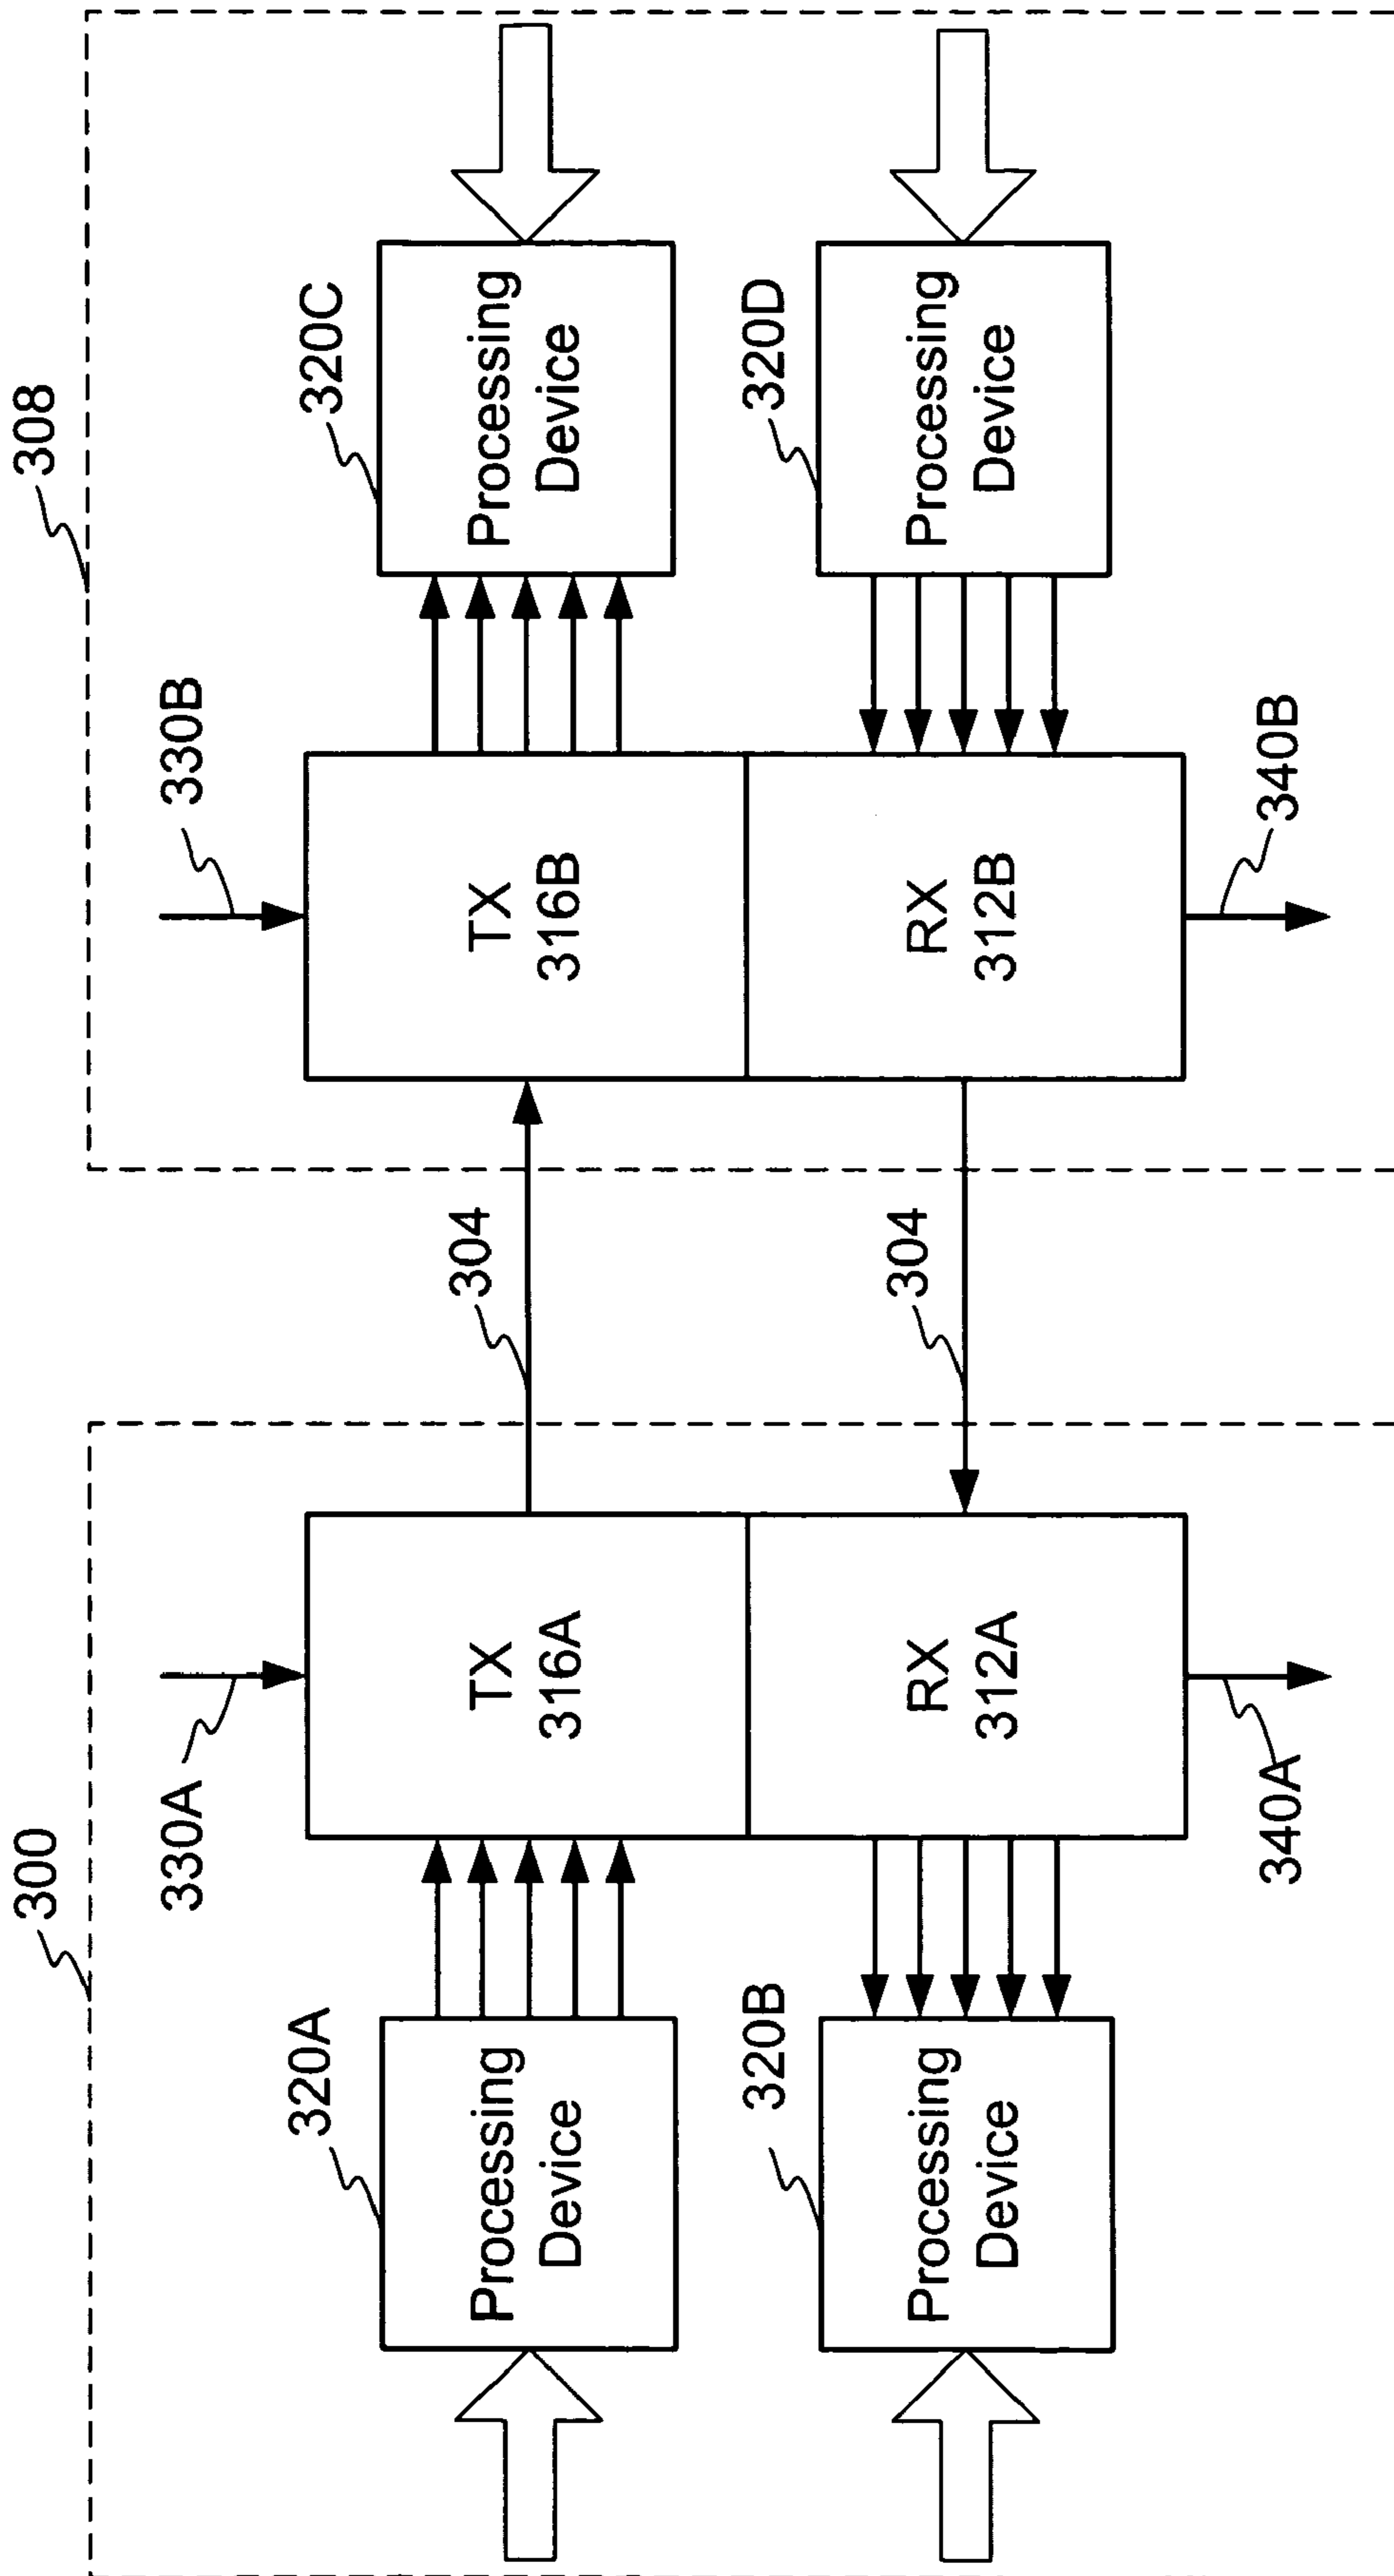 300
308
330A
330B
320A
Processing
Device
TX
316A
304
TX
316B
320C
Processing
Device
320B
Processing
Device
RX
312A
304
RX
312B
320D
Processing
Device
340A
340B